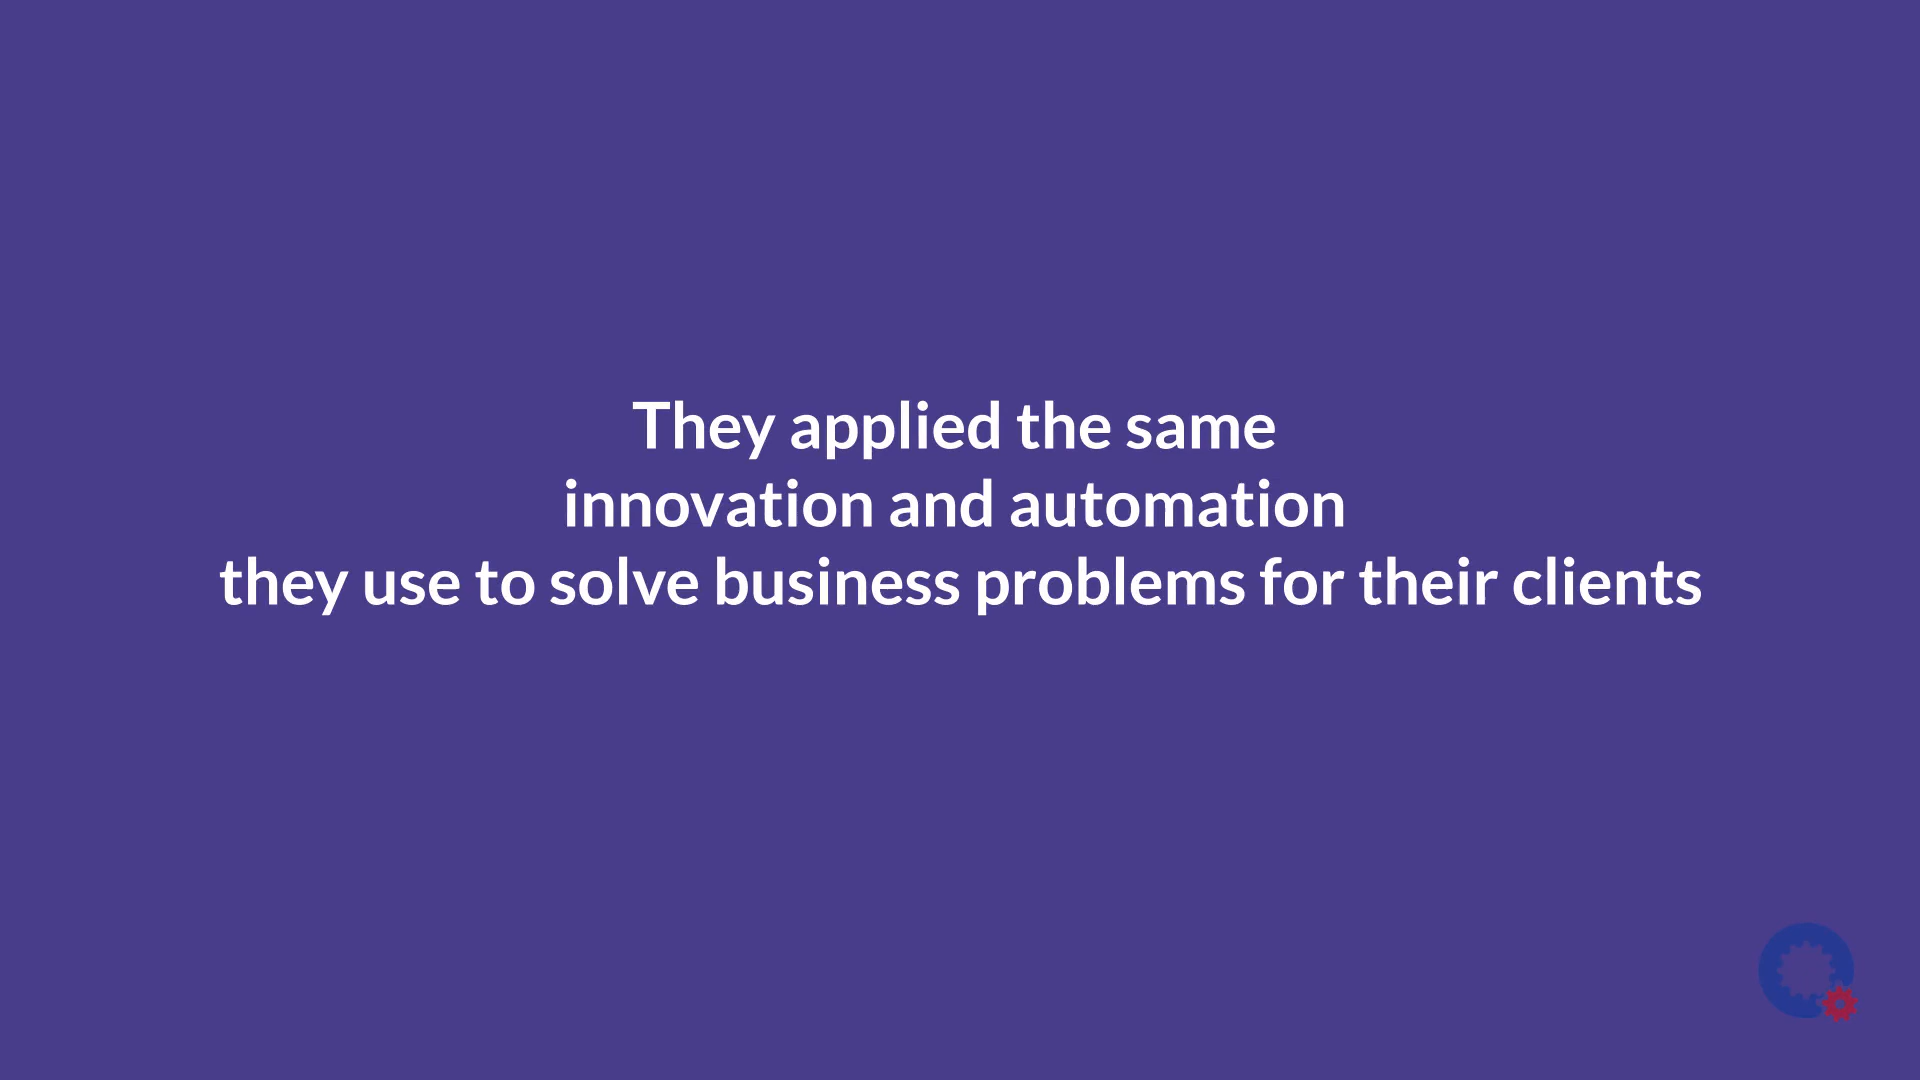 They applied the same
innovation and automation
they use to solve business problems for their clients